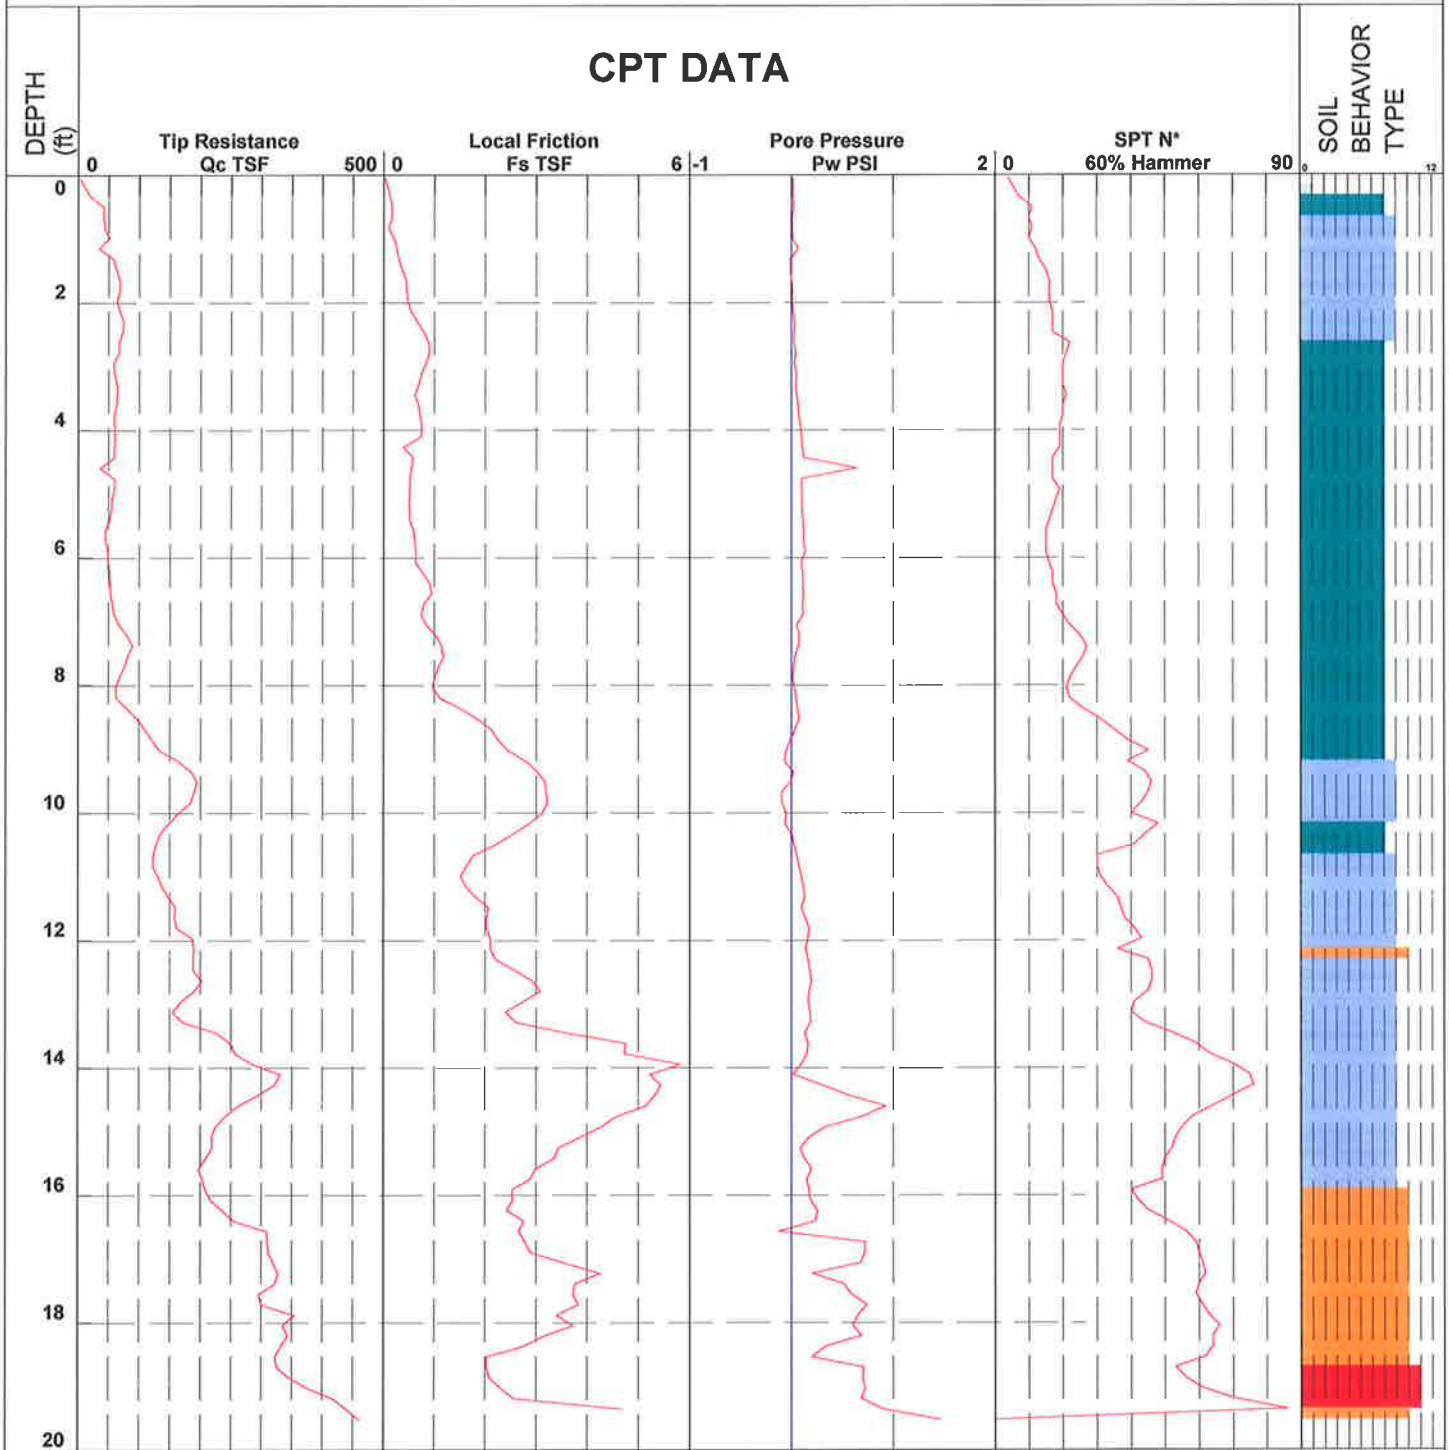 CPT DATA
DEPTH
(ft)
Tip Resistance
0 Qc TSF 500
Local Friction
0 Fs TSF 6
Pore Pressure
-1 Pw PSI 2
SPT N*
0 60% Hammer 90
SOIL
BEHAVIOR
TYPE
0 12
0
2
4
6
8
10
12
14
16
18
20